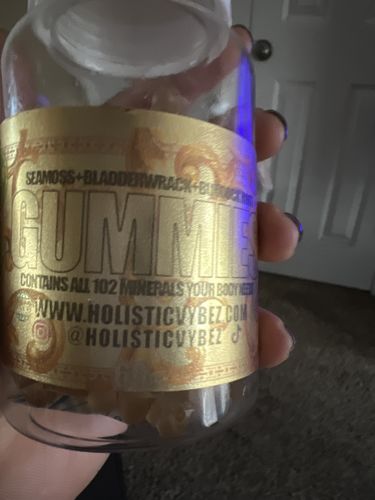 SEAMOSS+BLADDERWRACK+BURDOCK
GUMMIES
CONTAINS ALL 102 MINERALS YOUR BODY NEEDS
WWW.HOLISTICVYBEZ.COM
@HOLISTICVYBEZ